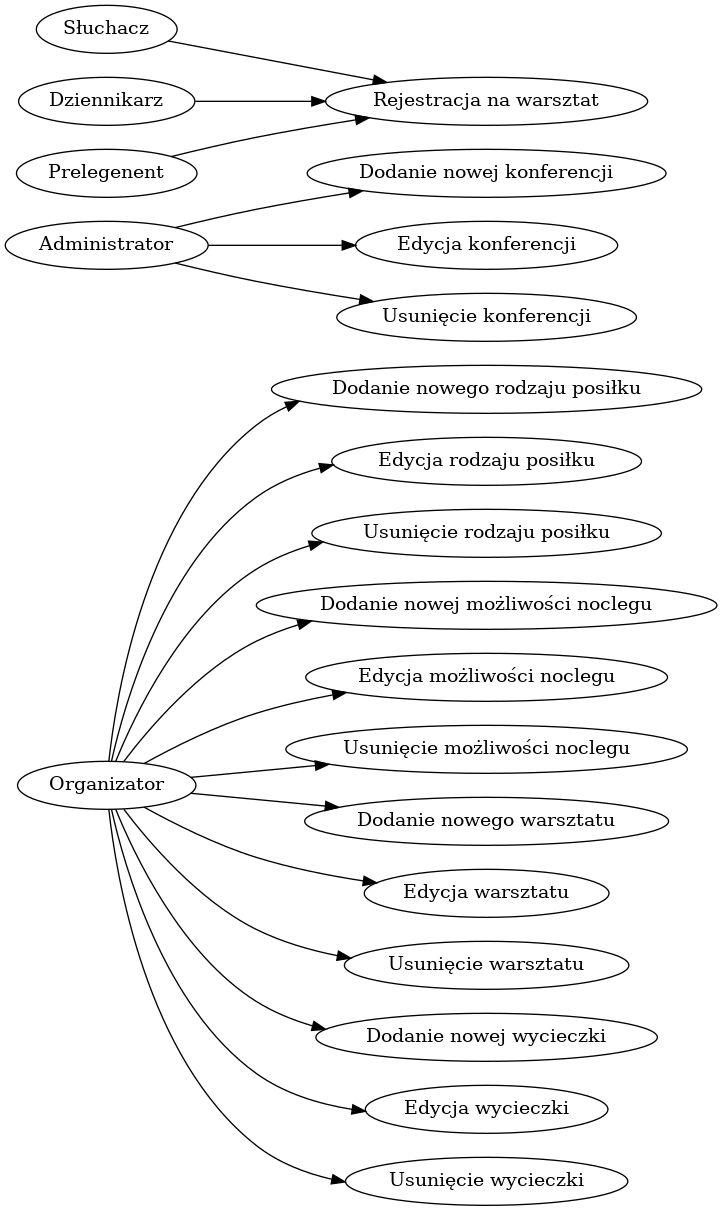 Słuchacz
Dziennikarz
Rejestracja na warsztat
Prelegenent
Dodanie nowej konferencji
Administrator
Edycja konferencji
Usunięcie konferencji
Dodanie nowego rodzaju posiłku
Edycja rodzaju posiłku
Usunięcie rodzaju posiłku
Dodanie nowej możliwości noclegu
Edycja możliwości noclegu
Usunięcie możliwości noclegu
Organizator
Dodanie nowego warsztatu
Edycja warsztatu
Usunięcie warsztatu
Dodanie nowej wycieczki
Edycja wycieczki
Usunięcie wycieczki